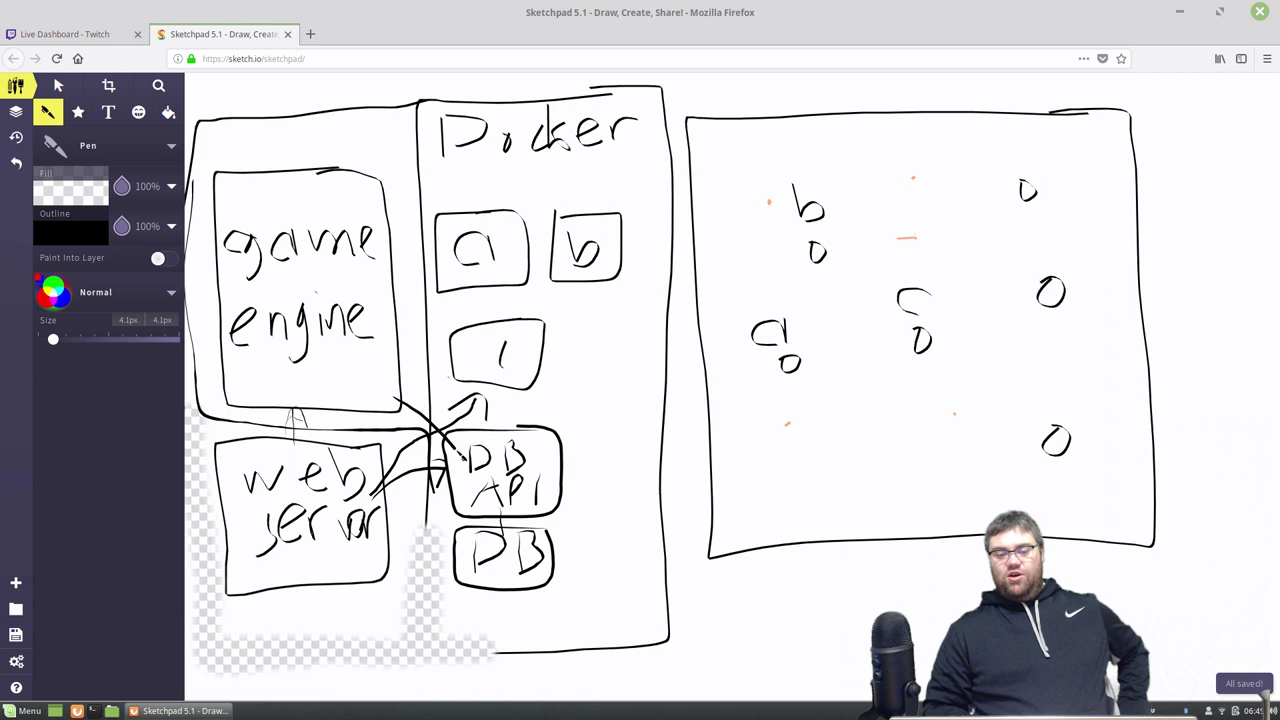 Sketchpad 5.1 - Draw, Create, Share! - Mozilla Firefox
Live Dashboard - Twitch
Sketchpad 5.1 - Draw, Create
https://sketch.io/sketchpad/
Pen
Fill
100%
Outline
100%
Paint Into Layer
Normal
Size
4.1px
4.1px
Docker
game
engine
a
b
1
web
server
DB
API
DB
b
c
a
All saved!
Menu
Sketchpad 5.1 - Draw...